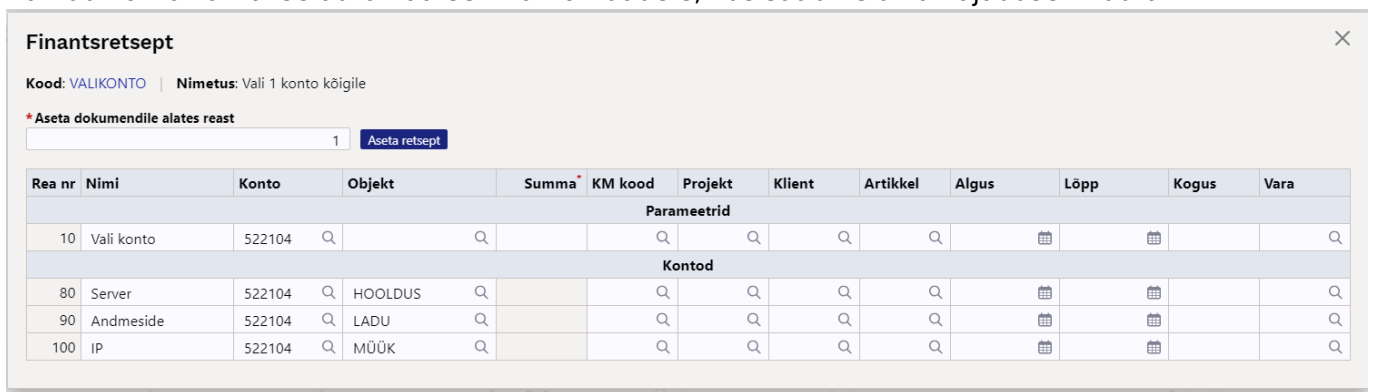 Finantsretsept
Kood: VALIKONTO | Nimetus: Vali 1 konto kõigile
*Aseta dokumendile alates reast
1 Aseta retsept
Rea nr Nimi Konto Objekt Summa* KM kood Projekt Klient Artikkel Algus Lõpp Kogus Vara
Parameetrid
10 Vali konto 522104
Kontod
80 Server 522104 HOOLDUS
90 Andmeside 522104 LADU
100 IP 522104 MÜÜK